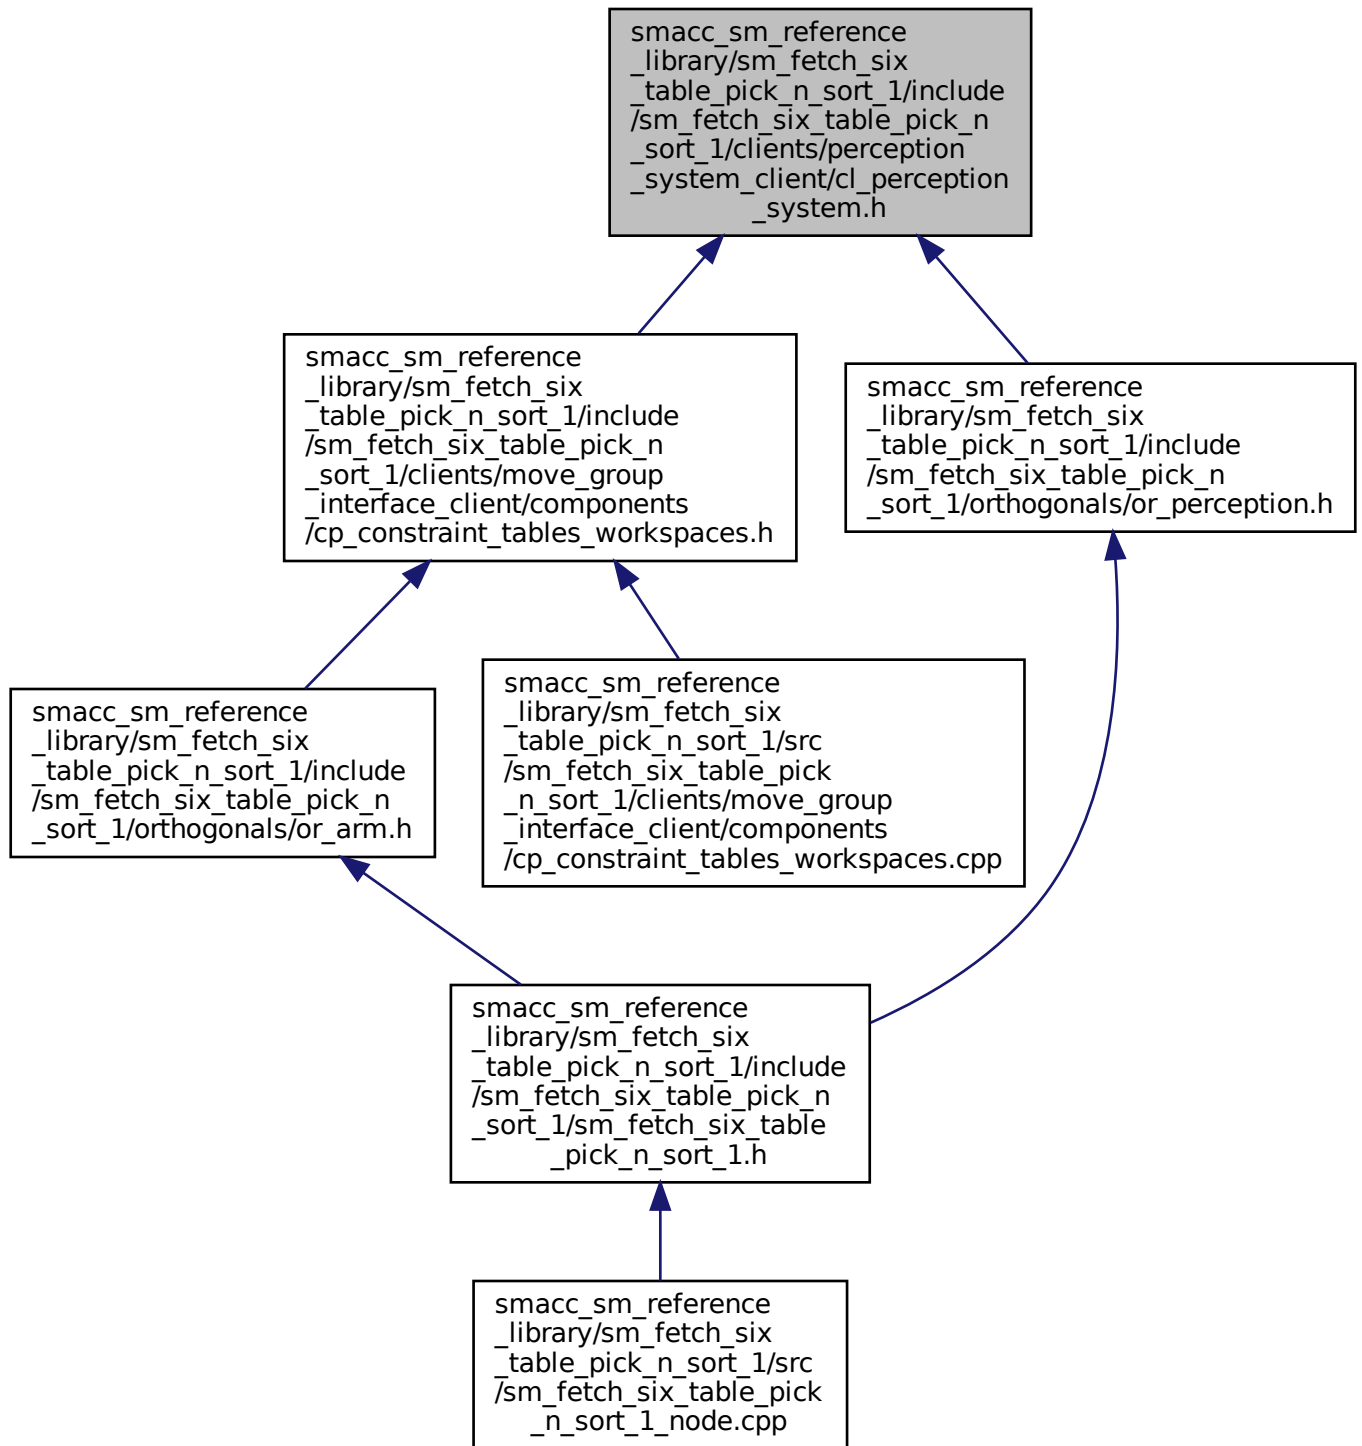 smacc_sm_reference
_library/sm_fetch_six
_table_pick_n_sort_1/include
/sm_fetch_six_table_pick_n
_sort_1/clients/perception
_system_client/cl_perception
_system.h
smacc_sm_reference
_library/sm_fetch_six
_table_pick_n_sort_1/include
/sm_fetch_six_table_pick_n
_sort_1/clients/move_group
_interface_client/components
/cp_constraint_tables_workspaces.h
smacc_sm_reference
_library/sm_fetch_six
_table_pick_n_sort_1/include
/sm_fetch_six_table_pick_n
_sort_1/orthogonals/or_perception.h
smacc_sm_reference
_library/sm_fetch_six
_table_pick_n_sort_1/include
/sm_fetch_six_table_pick_n
_sort_1/orthogonals/or_arm.h
smacc_sm_reference
_library/sm_fetch_six
_table_pick_n_sort_1/src
/sm_fetch_six_table_pick
_n_sort_1/clients/move_group
_interface_client/components
/cp_constraint_tables_workspaces.cpp
smacc_sm_reference
_library/sm_fetch_six
_table_pick_n_sort_1/include
/sm_fetch_six_table_pick_n
_sort_1/sm_fetch_six_table
_pick_n_sort_1.h
smacc_sm_reference
_library/sm_fetch_six
_table_pick_n_sort_1/src
/sm_fetch_six_table_pick
_n_sort_1_node.cpp